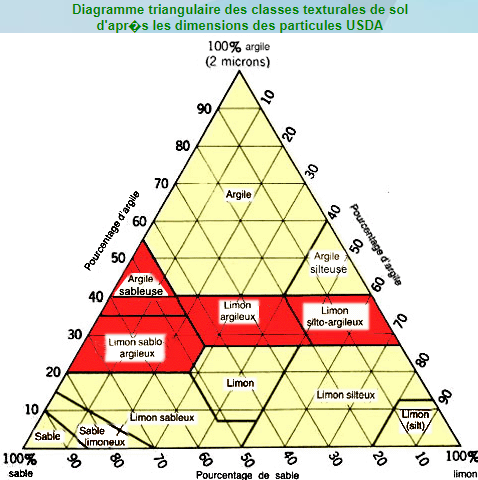 Diagramme triangulaire des classes texturales de sol
d'apr�s les dimensions des particules USDA
100% argile
(2 microns)
90
10
80
20
70
30
Argile
60
40
Pourcentage d'argile
Pourcentage d'argile
50
50
Argile
silteuse
Argile
sableuse
60
40
Limon
argileux
Limon
silto-argileux
70
30
Limon sablo-
argileux
80
20
Limon
Limon silteux
90
10
Limon sableux
Limon
(silt)
Sable
Sable
limoneux
100%
sable
90
80
70
60
50
40
30
20
10
100%
limon
Pourcentage de sable